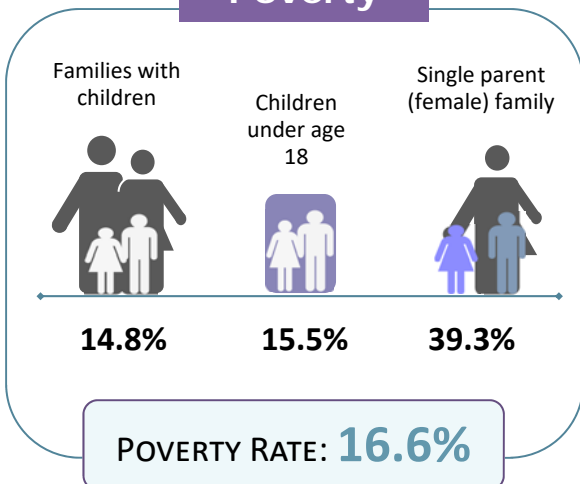 Poverty
Families with
children
Children
under age
18
Single parent
(female) family
14.8%
15.5%
39.3%
POVERTY RATE: 16.6%